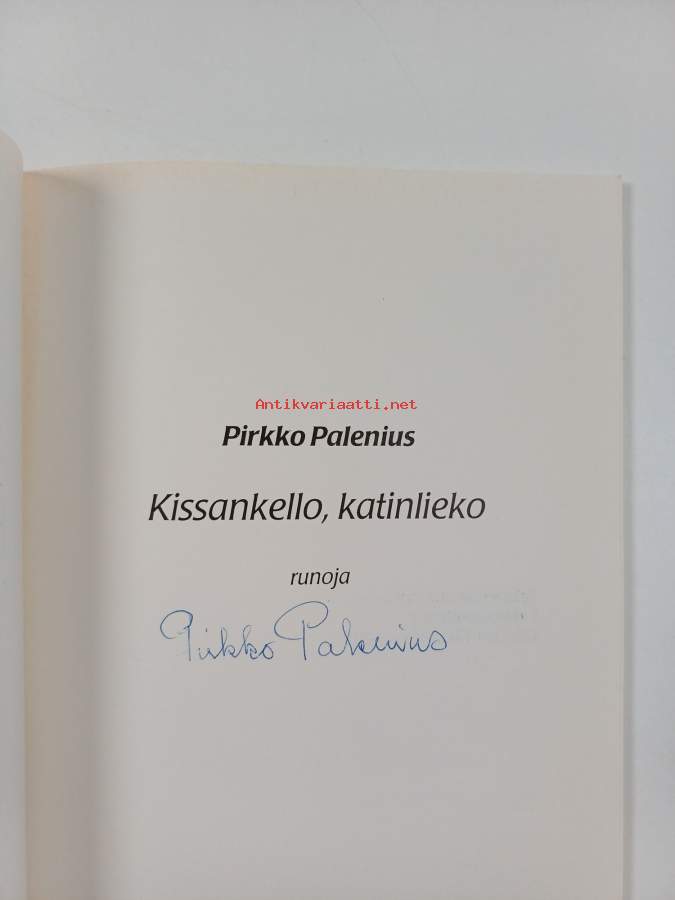 Antikvariaatti.net
Pirkko Palenius
Kissankello, katinlieko
runoja
Pirkko Palenius